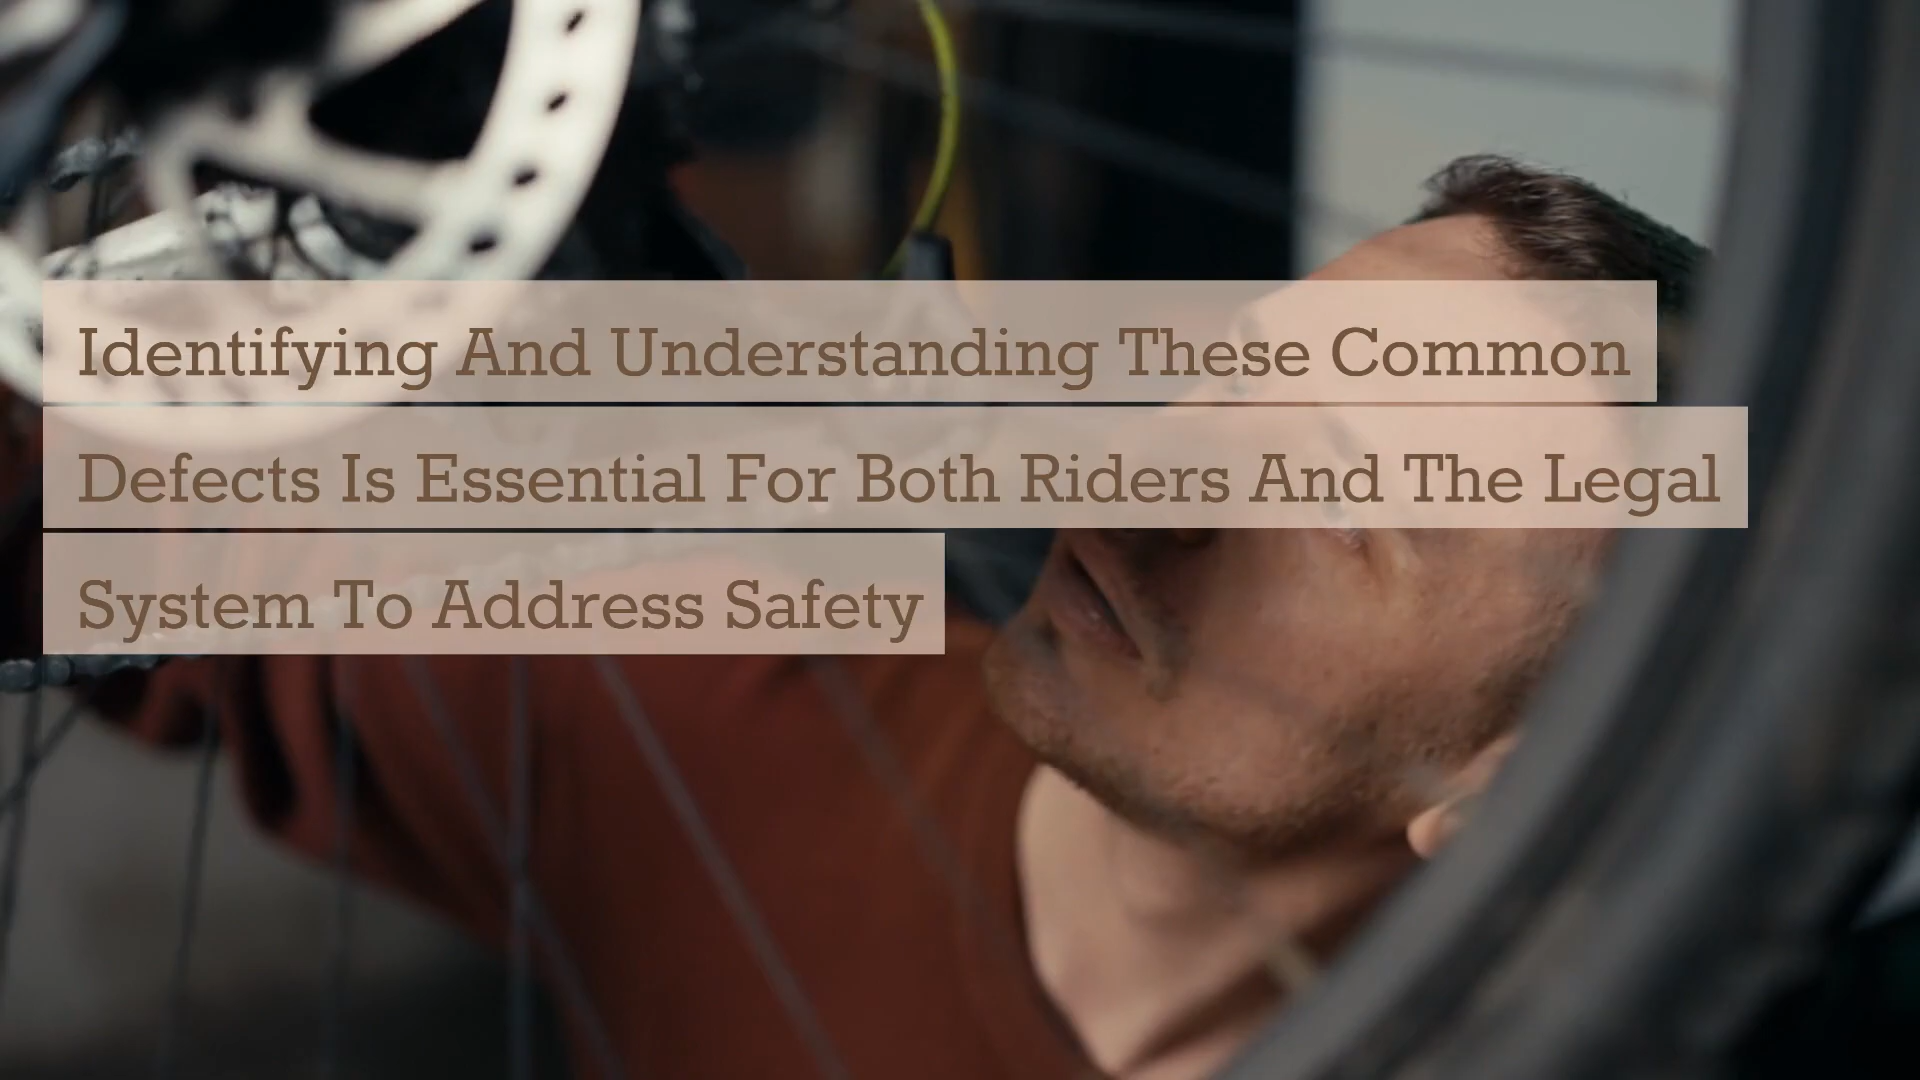 Identifying And Understanding These Common
Defects Is Essential For Both Riders And The Legal
System To Address Safety